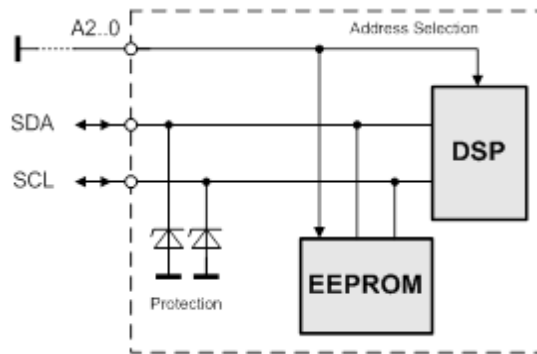 A2..0
Address Selection
SDA
DSP
SCL
EEPROM
Protection